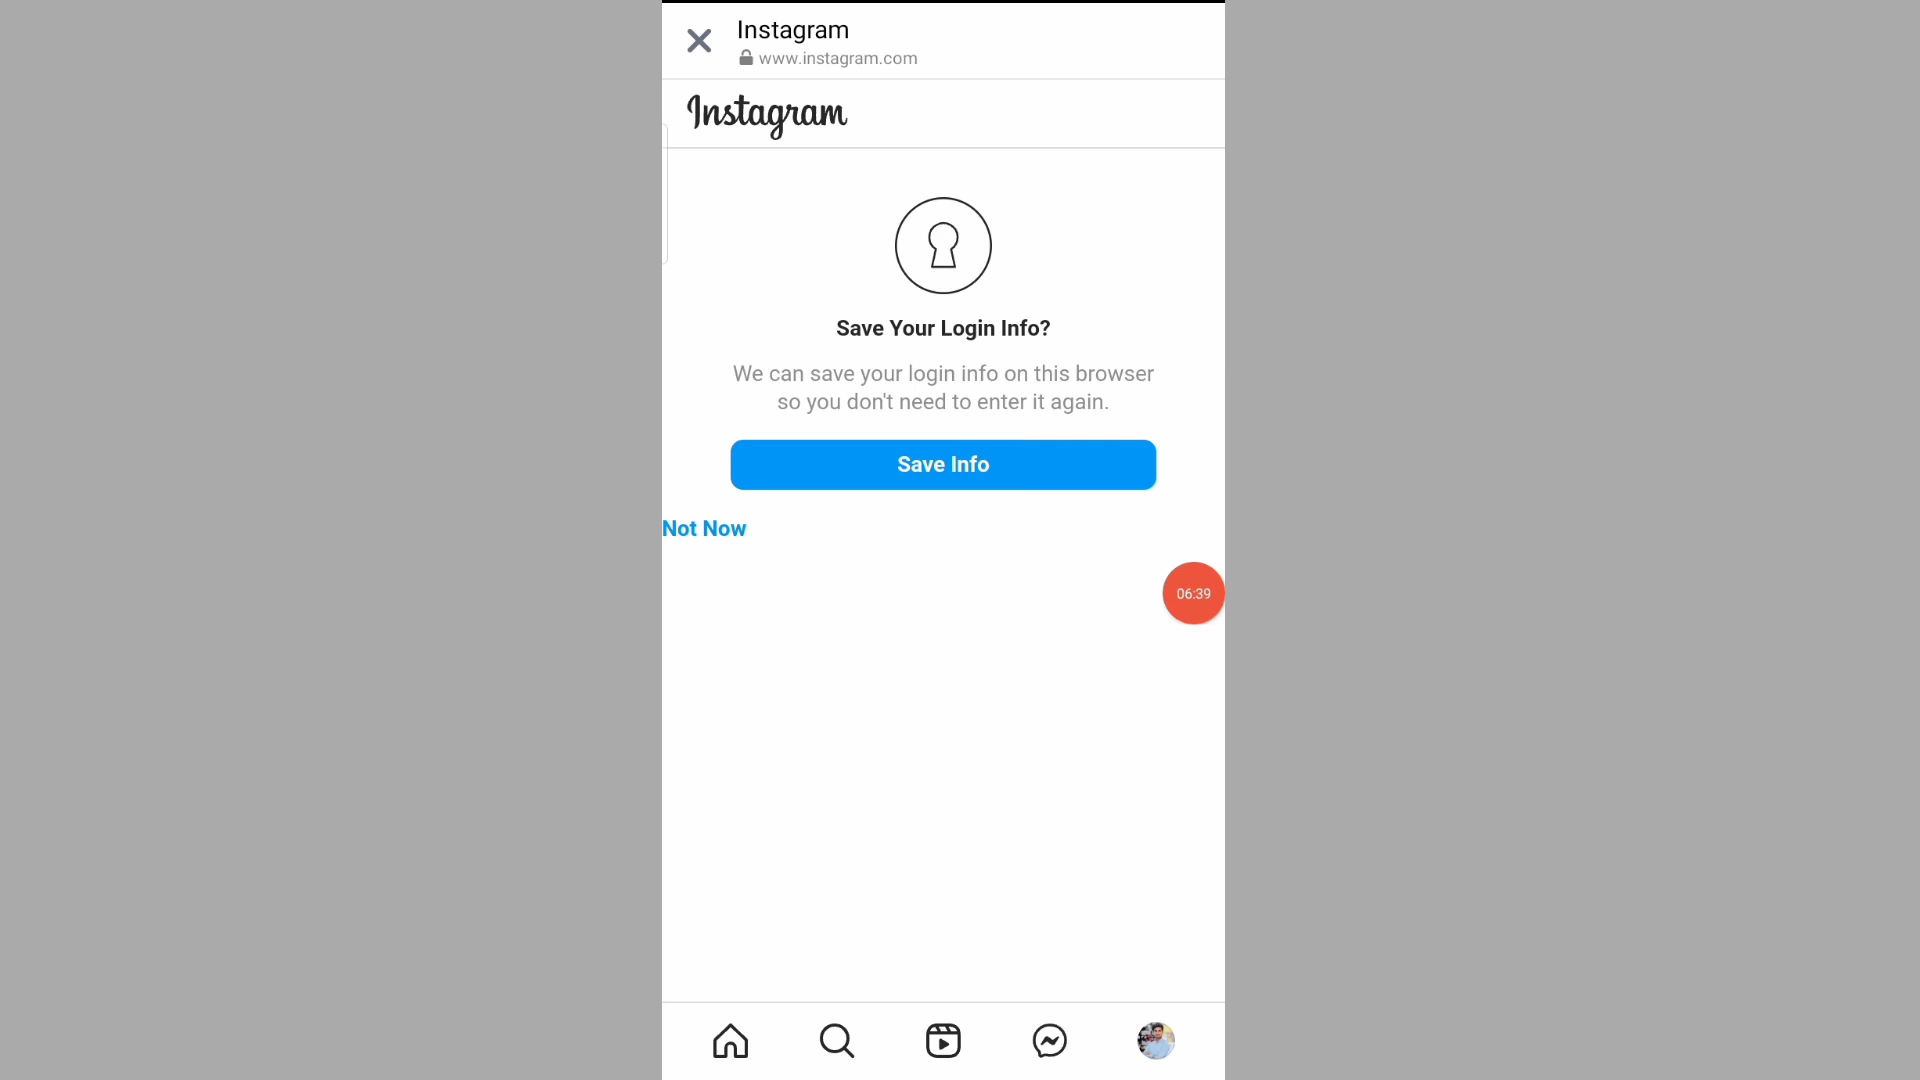 Instagram
www.instagram.com
Instagram
Save Your Login Info?
We can save your login info on this browser
so you don't need to enter it again.
Save Info
Not Now
06:39